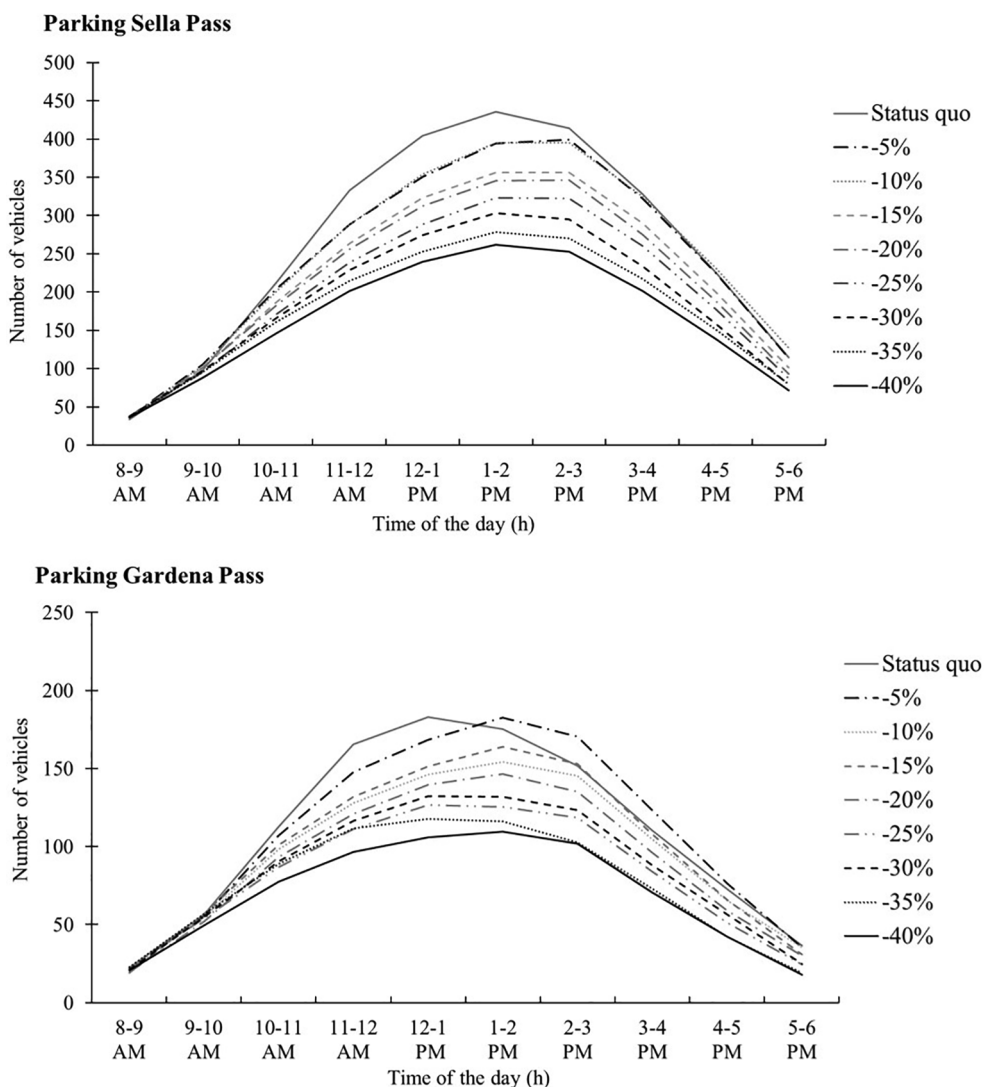 Parking Sella Pass
500
450
400
350
300
250
200
150
100
50
0
Number of vehicles
8-9 9-10 10-11 11-12 12-1 1-2 2-3 3-4 4-5 5-6
AM AM AM AM PM PM PM PM PM PM
Time of the day (h)
Status quo
-5%
-10%
-15%
-20%
-25%
-30%
-35%
-40%
Parking Gardena Pass
250
200
150
100
50
0
Number of vehicles
8-9 9-10 10-11 11-12 12-1 1-2 2-3 3-4 4-5 5-6
AM AM AM AM PM PM PM PM PM PM
Time of the day (h)
Status quo
-5%
-10%
-15%
-20%
-25%
-30%
-35%
-40%